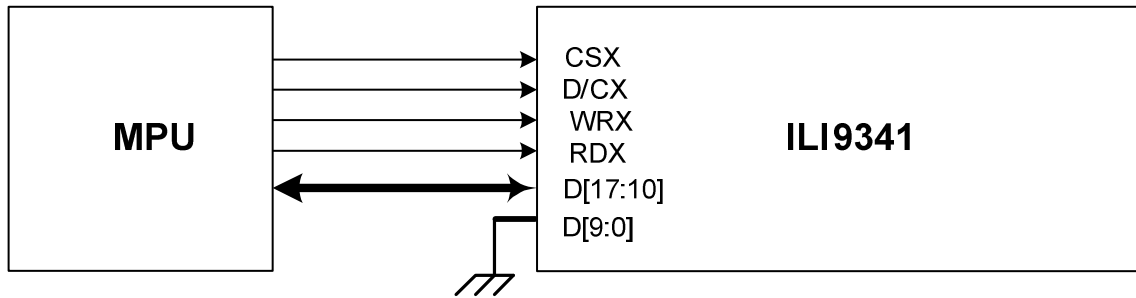 MPU
CSX
D/CX
WRX
RDX
D[17:10]
D[9:0]
ILI9341